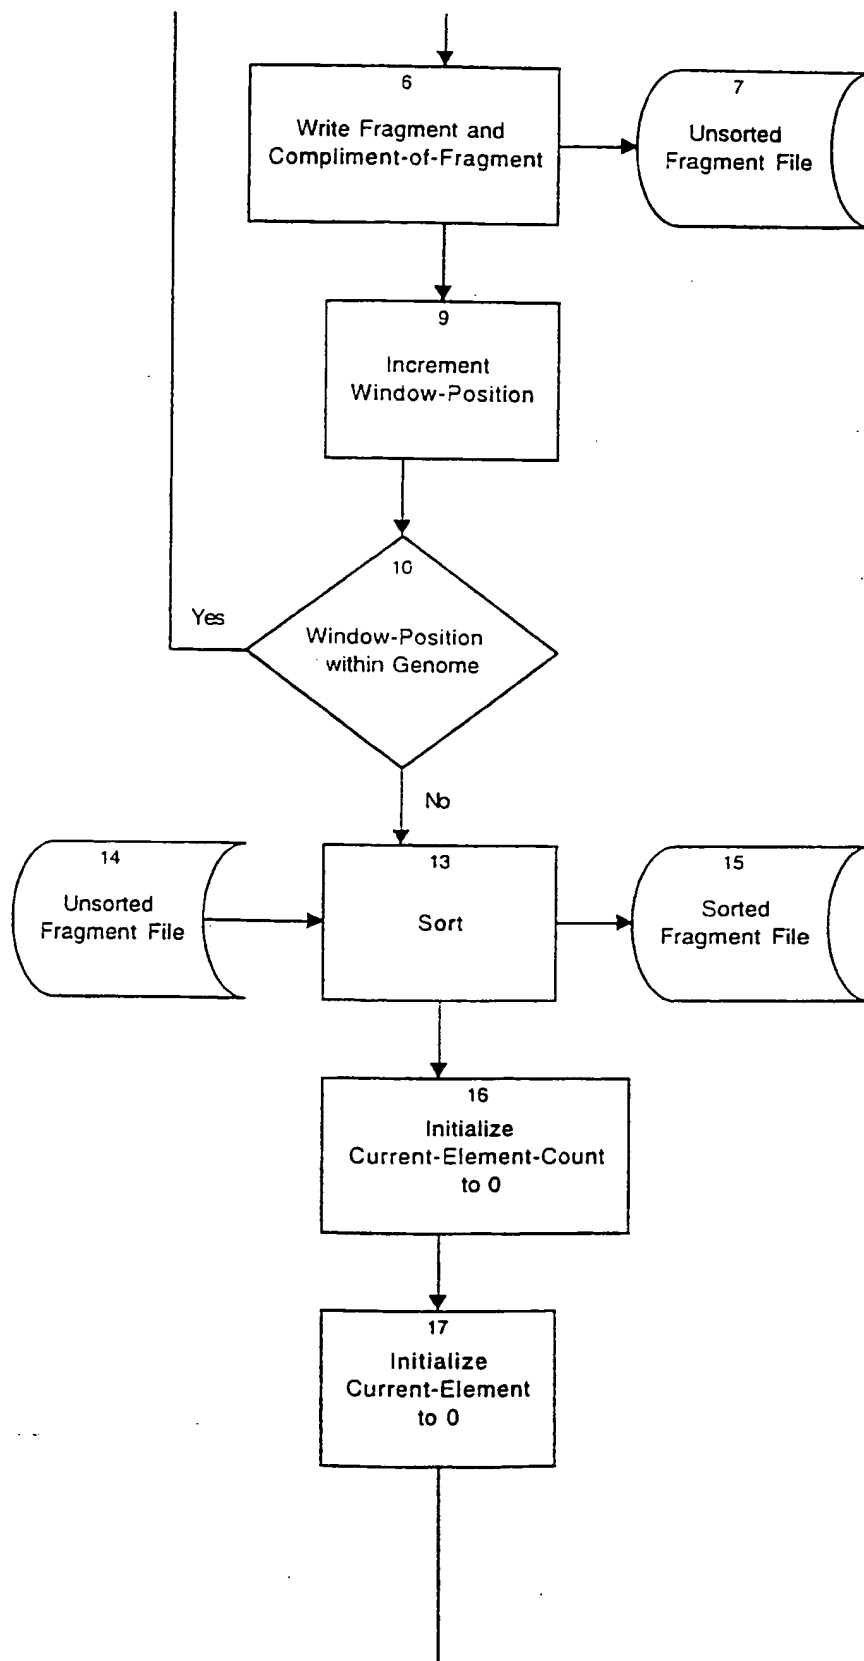 6
Write Fragment and
Compliment-of-Fragment
7
Unsorted
Fragment File
9
Increment
Window-Position
10
Window-Position
within Genome
Yes
No
14
Unsorted
Fragment File
13
Sort
15
Sorted
Fragment File
16
Initialize
Current-Element-Count
to 0
17
Initialize
Current-Element
to 0